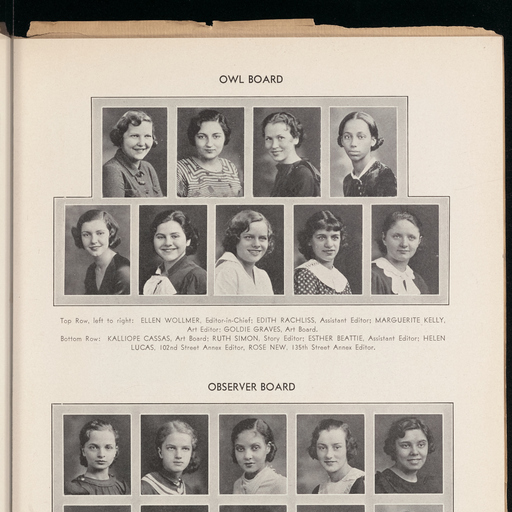 OWL BOARD
Top Row, left to right: ELLEN WOLLMER, Editor-in-Chief; EDITH RACHLISS, Assistant Editor; MARGUERITE KELLY,
Art Editor; GOLDIE GRAVES, Art Board.
Bottom Row: KALLIOPE CASSAS, Art Board; RUTH SIMON, Story Editor; ESTHER BEATTIE, Assistant Editor; HELEN
LUCAS, 102nd Street Annex Editor, ROSE NEW, 135th Street Annex Editor.
OBSERVER BOARD